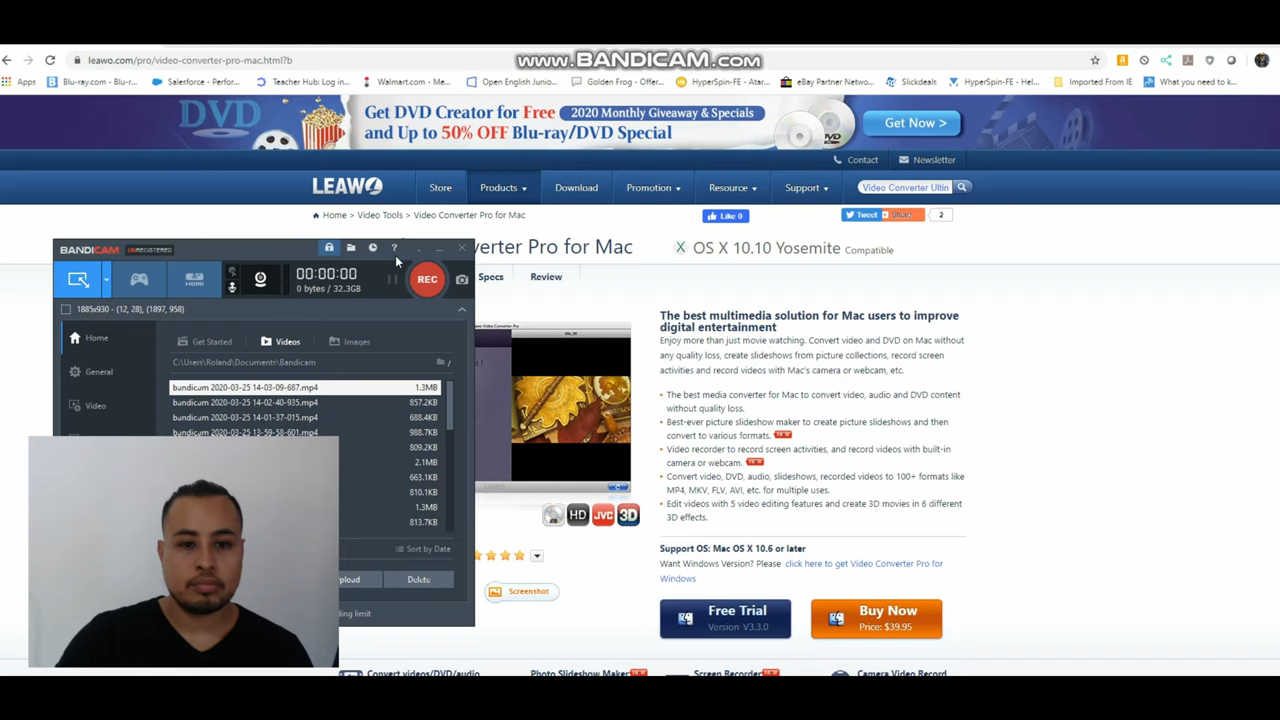 leawo.com/pro/video-converter-pro-mac.html?b
www.BANDICAM.com
Apps
Blu-ray.com - Blu-r...
Salesforce - Perfor...
Teacher Hub: Log in...
Walmart.com - Me...
Open English Junio...
Golden Frog - Offer...
HyperSpin-FE - Atar...
eBay Partner Netwo...
Slickdeals
HyperSpin-FE - Hel...
Imported From IE
What you need to k...
DVD
Get DVD Creator for Free 2020 Monthly Giveaway & Specials
and Up to 50% OFF Blu-ray/DVD Special
Get Now >
Contact
Newsletter
LEAWO
Store
Products
Download
Promotion
Resource
Support
Video Converter Ultin
Home > Video Tools > Video Converter Pro for Mac
Like 0
Tweet
Share
2
verter Pro for Mac
X OS X 10.10 Yosemite Compatible
Specs
Review
BANDICAM UNREGISTERED
?
HDMI
00:00:00
0 bytes / 32.3GB
REC
1885x930 - (12, 28), (1897, 958)
Home
General
Video
Get Started
Videos
Images
C:\Users\Roland\Documents\Bandicam
bandicam 2020-03-25 14-03-09-687.mp4 1.3MB
bandicam 2020-03-25 14-02-40-935.mp4 857.2KB
bandicam 2020-03-25 14-01-37-015.mp4 688.4KB
bandicam 2020-03-25 13-59-58-601.mp4 988.7KB
809.2KB
2.1MB
663.1KB
810.1KB
1.3MB
813.7KB
Sort by Date
pload
Delete
ding limit
HD
JVC
3D
Screenshot
The best multimedia solution for Mac users to improve
digital entertainment
Enjoy more than just movie watching. Convert video and DVD on Mac without
any quality loss, create slideshows from picture collections, record screen
activities and record videos with Mac's camera or webcam, etc.
The best media converter for Mac to convert video, audio and DVD content
without quality loss.
Best-ever picture slideshow maker to create picture slideshows and then
convert to various formats.
Video recorder to record screen activities, and record videos with built-in
camera or webcam.
Convert video, DVD, audio, slideshows, recorded videos to 100+ formats like
MP4, MKV, FLV, AVI, etc. for multiple uses.
Edit videos with 5 video editing features and create 3D movies in 6 different
3D effects.
Support OS: Mac OS X 10.6 or later
Want Windows Version? Please click here to get Video Converter Pro for
Windows
Free Trial
Version V3.3.0
Buy Now
Price: $39.95
Convert videos/DVD/audio
Photo Slideshow Maker
Screen Recorder
Camera Video Record